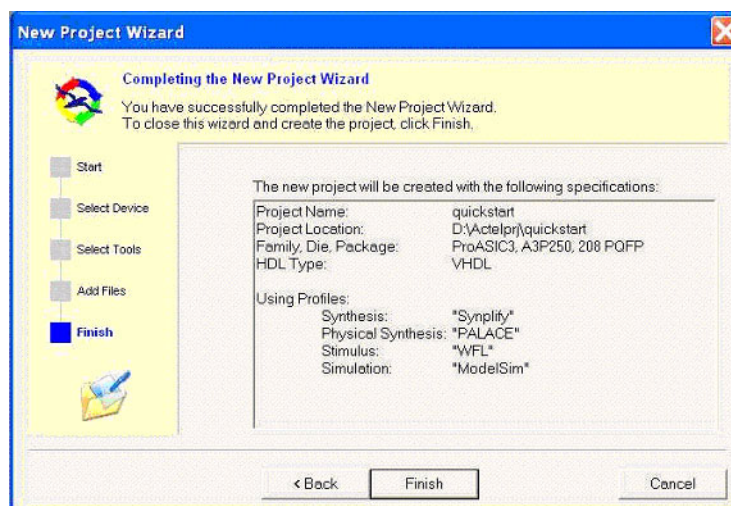 New Project Wizard
Completing the New Project Wizard
You have successfully completed the New Project Wizard.
To close this wizard and create the project, click Finish.
Start
Select Device
Select Tools
Add Files
Finish
The new project will be created with the following specifications:
Project Name: quickstart
Project Location: D:\Actelprj\quickstart
Family, Die, Package: ProASIC3, A3P250, 208 PQFP
HDL Type: VHDL
Using Profiles:
Synthesis: "Synplify"
Physical Synthesis: "PALACE"
Stimulus: "WFL"
Simulation: "ModelSim"
< Back Finish Cancel